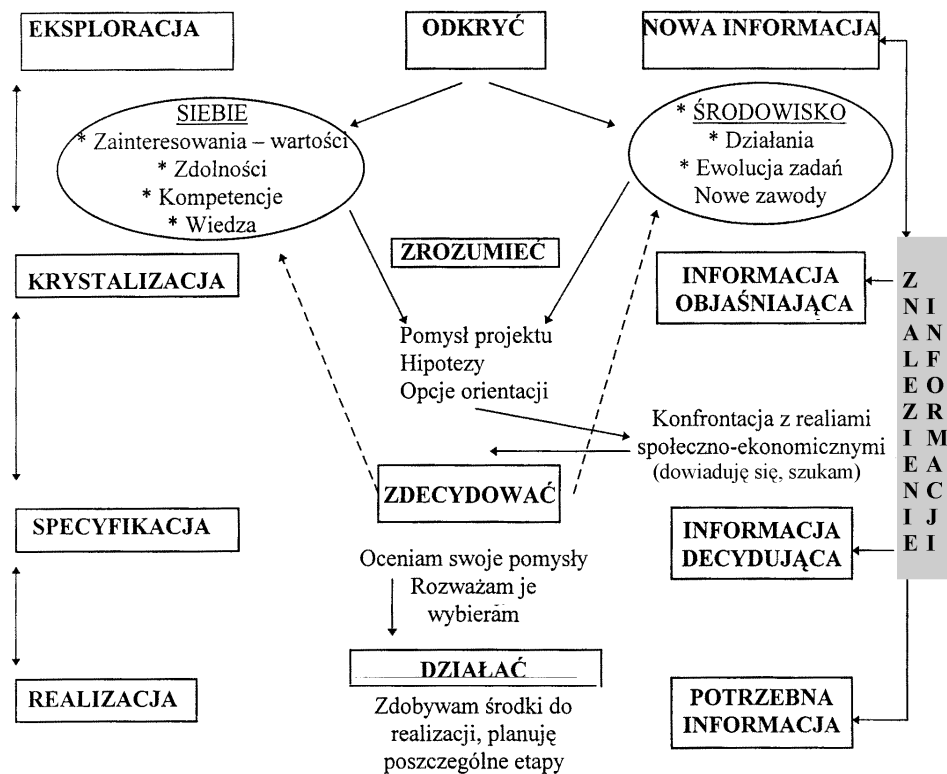 EKSPLORACJA
ODKRYĆ
NOWA INFORMACJA
SIEBIE
* Zainteresowania – wartości
* Zdolności
* Kompetencje
* Wiedza
* ŚRODOWISKO
* Działania
* Ewolucja zadań
Nowe zawody
KRYSTALIZACJA
ZROZUMIEĆ
INFORMACJA
OBJAŚNIAJĄCA
Pomysł projektu
Hipotezy
Opcje orientacji
Konfrontacja z realiami
społeczno-ekonomicznymi
(dowiaduję się, szukam)
ZNALEZIENIE
INFORMACJI
SPECYFIKACJA
ZDECYDOWAĆ
INFORMACJA
DECYDUJĄCA
Oceniam swoje pomysły
Rozważam je
wybieram
REALIZACJA
DZIAŁAĆ
POTRZEBNA
INFORMACJA
Zdobywam środki do
realizacji, planuję
poszczególne etapy